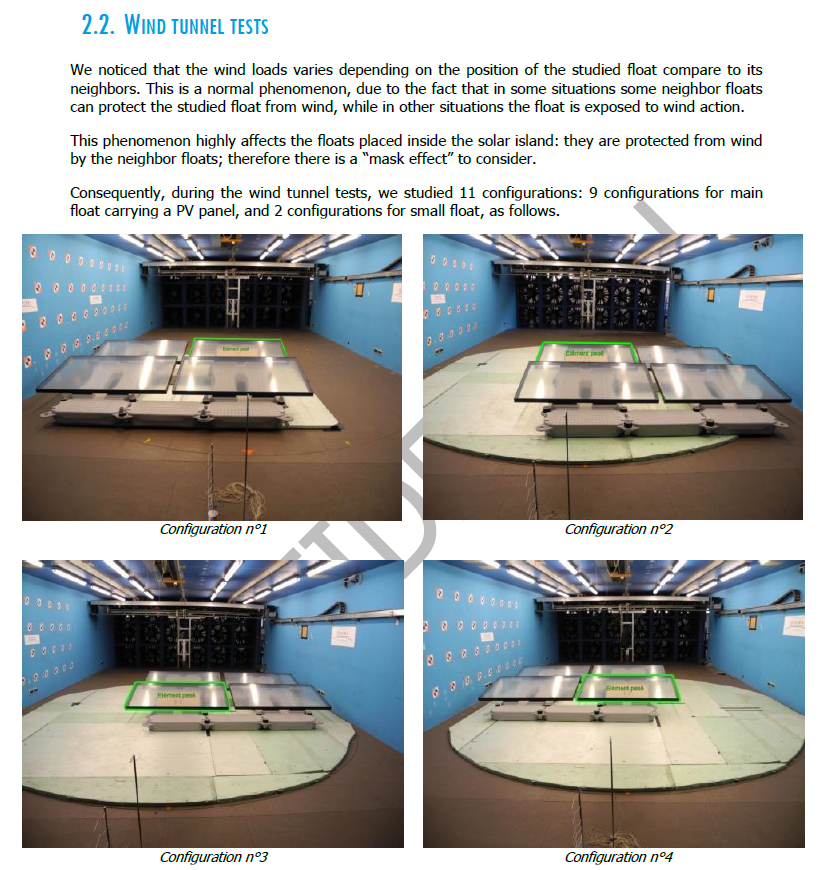 2.2. WIND TUNNEL TESTS
We noticed that the wind loads varies depending on the position of the studied float compare to its
neighbors. This is a normal phenomenon, due to the fact that in some situations some neighbor floats
can protect the studied float from wind, while in other situations the float is exposed to wind action.
This phenomenon highly affects the floats placed inside the solar island: they are protected from wind
by the neighbor floats; therefore there is a "mask effect" to consider.
Consequently, during the wind tunnel tests, we studied 11 configurations: 9 configurations for main
float carrying a PV panel, and 2 configurations for small float, as follows.
Elément pesé
Elément pesé
Configuration n°1
Configuration n°2
Elément pesé
Elément pesé
Configuration n°3
Configuration n°4